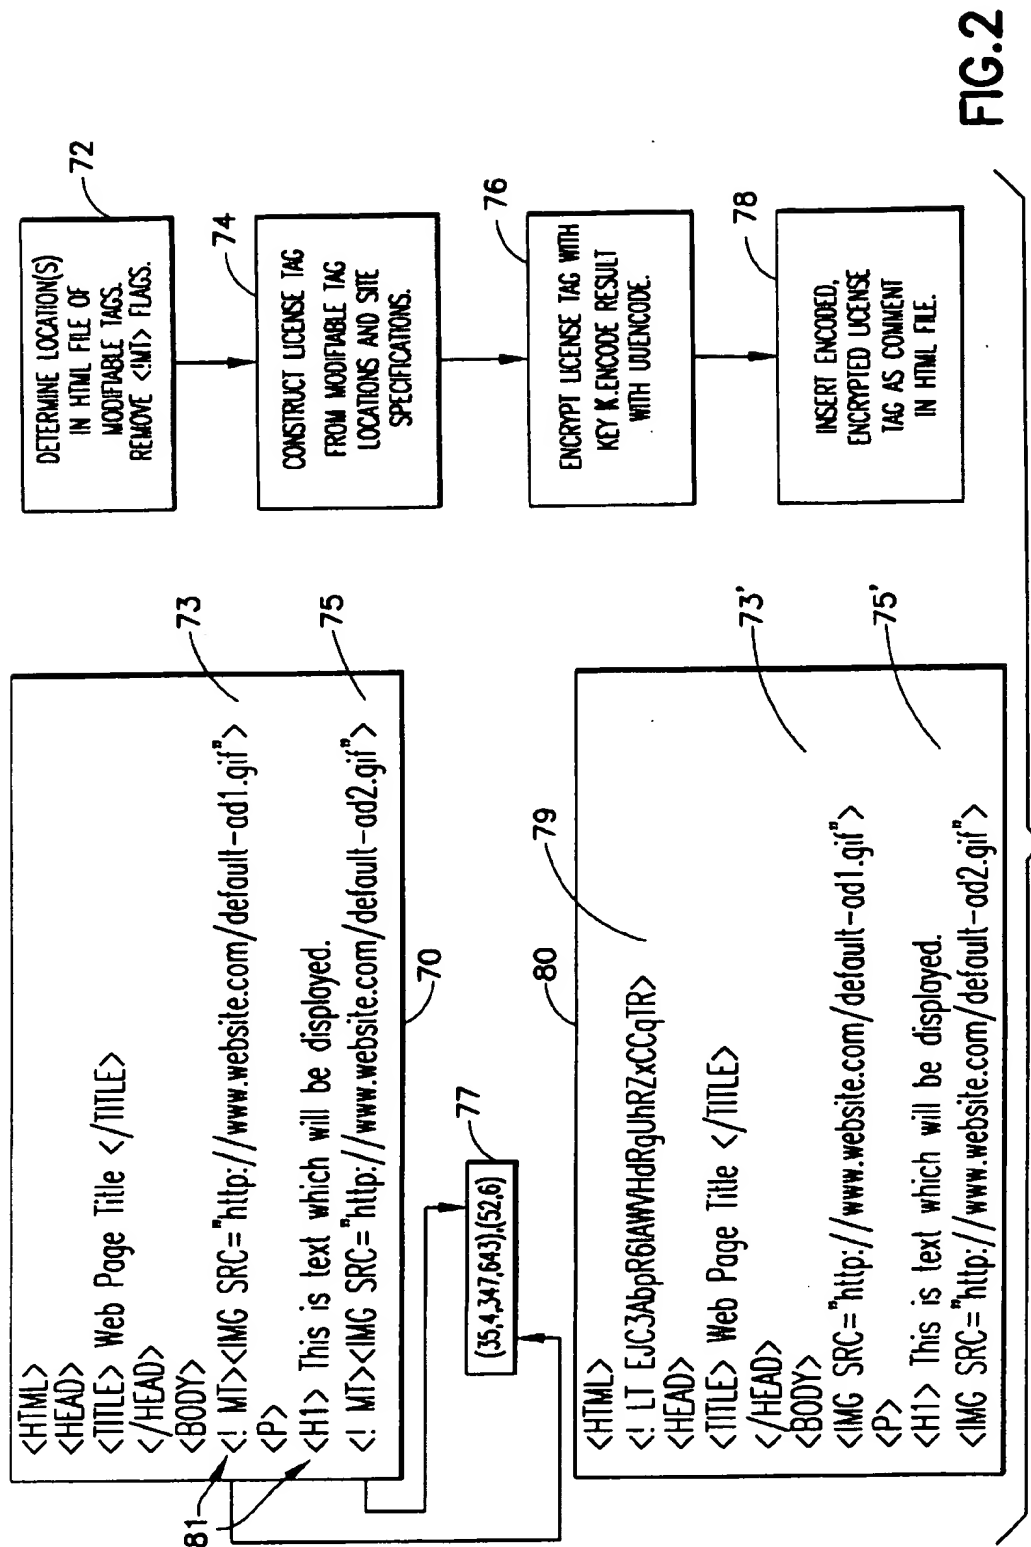 <HTML>
<HEAD>
<TITLE> Web Page Title </TITLE>
</HEAD>
<BODY>
<! MT><IMG SRC="http://www.website.com/default-ad1.gif">
<P>
<H1> This is text which will be displayed.
<! MT><IMG SRC="http://www.website.com/default-ad2.gif">
81
73
75
70
77
(35,4,347,643),(52,6)
80
79
<HTML>
<! LT EJC3AbpR6IAWVHdRgUhRZxCCqTR>
<HEAD>
<TITLE> Web Page Title </TITLE>
</HEAD>
<BODY>
<IMG SRC="http://www.website.com/default-ad1.gif">
<P>
<H1> This is text which will be displayed.
<IMG SRC="http://www.website.com/default-ad2.gif">
73'
75'
72
DETERMINE LOCATION(S)
IN HTML FILE OF
MODIFIABLE TAGS.
REMOVE <!MT> FLAGS.
74
CONSTRUCT LICENSE TAG
FROM MODIFIABLE TAG
LOCATIONS AND SITE
SPECIFICATIONS.
76
ENCRYPT LICENSE TAG WITH
KEY K.ENCODE RESULT
WITH UUENCODE.
78
INSERT ENCODED,
ENCRYPTED LICENSE
TAG AS COMMENT
IN HTML FILE.
FIG.2